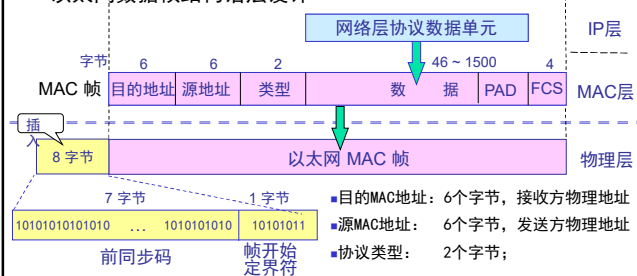 网络层协议数据单元
IP层
字节 6 6 2 46 ~ 1500 4
MAC 帧 目的地址 源地址 类型 数 据 PAD FCS MAC层
插入
8 字节 以太网 MAC 帧 物理层
7 字节 1 字节
10101010101010 … 1010101010 10101011
前同步码 帧开始
定界符
■目的MAC地址：6个字节，接收方物理地址
■源MAC地址： 6个字节，发送方物理地址
■协议类型： 2个字节；